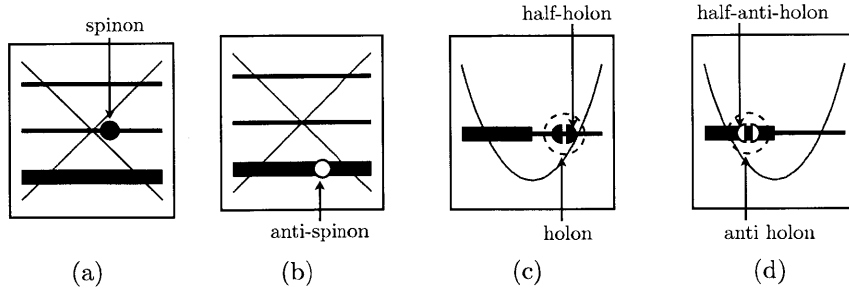 spinon
anti-spinon
half-holon
holon
half-anti-holon
anti holon
(a)
(b)
(c)
(d)